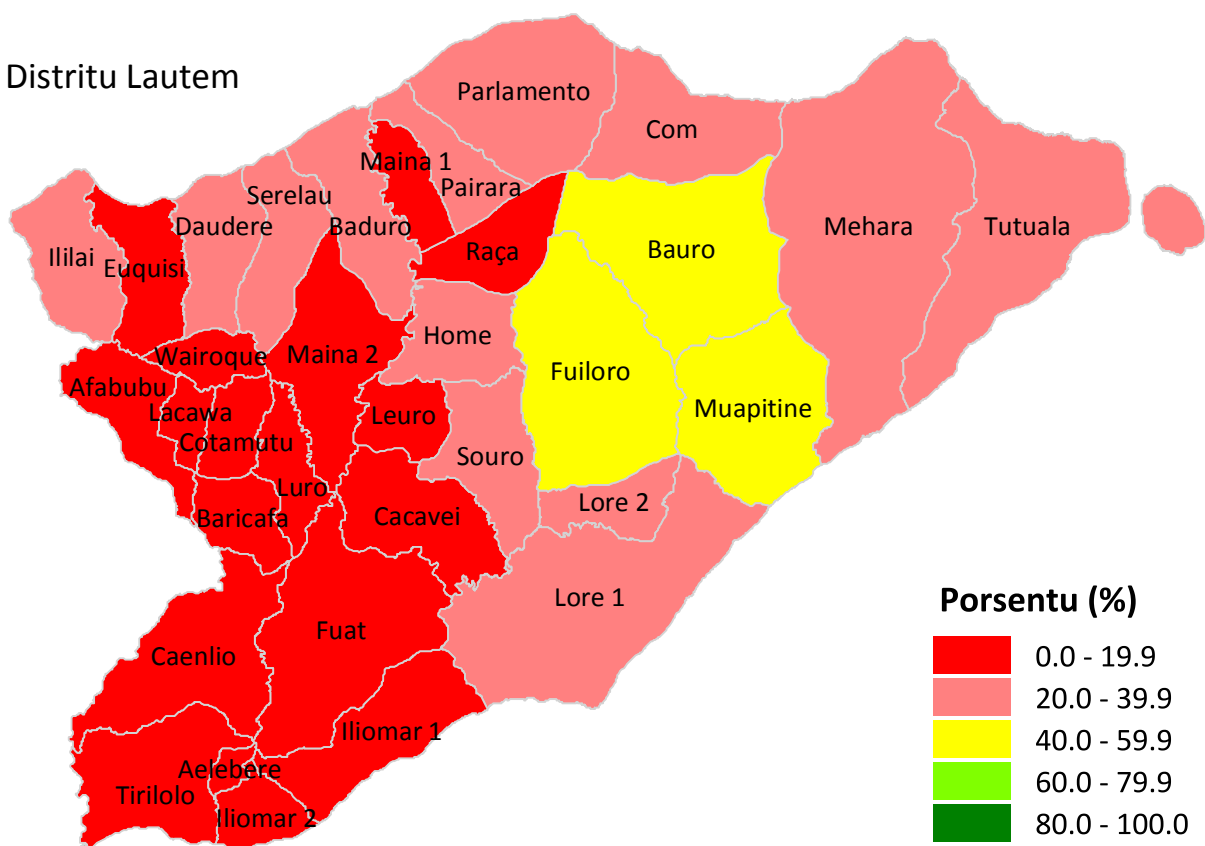 Distritu Lautem
Parlamento
Com
Maina 1
Pairara
Serelau
Daudere
Baduro
Mehara
Tutuala
Ililai
Euquisi
Raça
Bauro
Home
Wairoque
Maina 2
Fuiloro
Afabubu
Lacawa
Leuro
Muapitine
Cotamutu
Souro
Luro
Lore 2
Baricafa
Cacavei
Lore 1
Fuat
Caenlio
Iliomar 1
Aelebere
Tirilolo
Iliomar 2
Porsentu (%)
0.0 - 19.9
20.0 - 39.9
40.0 - 59.9
60.0 - 79.9
80.0 - 100.0